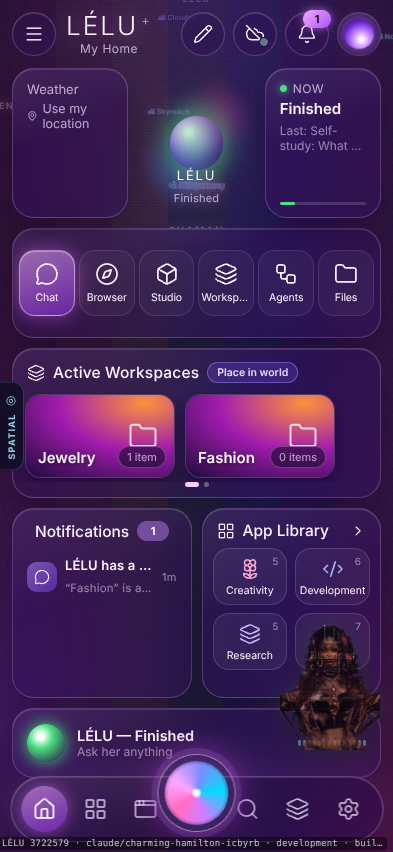 LÉLU +
My Home
1
Weather
Use my
location
Skyreach
LÉLU
Finished
NOW
Finished
Last: Self-
study: What ...
Chat
Browser
Studio
Worksp...
Agents
Files
Active Workspaces
Place in world
SPATIAL
Jewelry
1 item
Fashion
0 items
Notifications
1
LÉLU has a ...
“Fashion” is a...
1m
App Library
5
Creativity
6
Development
5
Research
7
LÉLU — Finished
Ask her anything
LÉLU 3722579 · claude/charming-hamilton-icbyrb · development · buil…